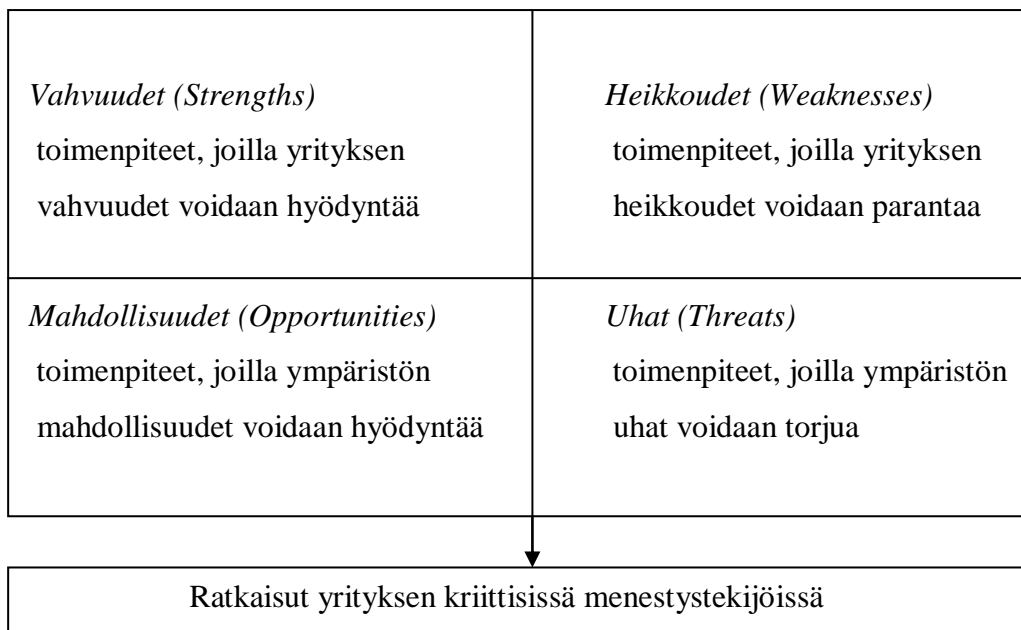 Vahvuudet (Strengths)
toimenpiteet, joilla yrityksen
vahvuudet voidaan hyödyntää
Heikkoudet (Weaknesses)
toimenpiteet, joilla yrityksen
heikkoudet voidaan parantaa
Mahdollisuudet (Opportunities)
toimenpiteet, joilla ympäristön
mahdollisuudet voidaan hyödyntää
Uhat (Threats)
toimenpiteet, joilla ympäristön
uhat voidaan torjua
Ratkaisut yrityksen kriittisissä menestystekijöissä